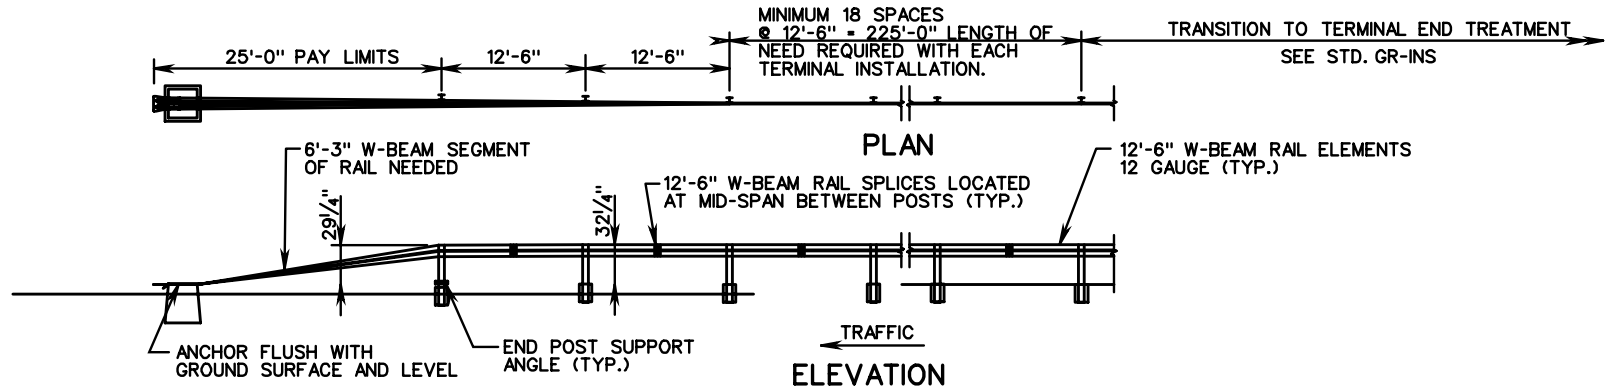 MINIMUM 18 SPACES
@ 12'-6" = 225'-0" LENGTH OF
NEED REQUIRED WITH EACH
TERMINAL INSTALLATION.
TRANSITION TO TERMINAL END TREATMENT
SEE STD. GR-INS
25'-0" PAY LIMITS
12'-6"
12'-6"
PLAN
6'-3" W-BEAM SEGMENT
OF RAIL NEEDED
12'-6" W-BEAM RAIL SPLICES LOCATED
AT MID-SPAN BETWEEN POSTS (TYP.)
12'-6" W-BEAM RAIL ELEMENTS
12 GAUGE (TYP.)
29¼"
32¼"
TRAFFIC
ANCHOR FLUSH WITH
GROUND SURFACE AND LEVEL
END POST SUPPORT
ANGLE (TYP.)
ELEVATION